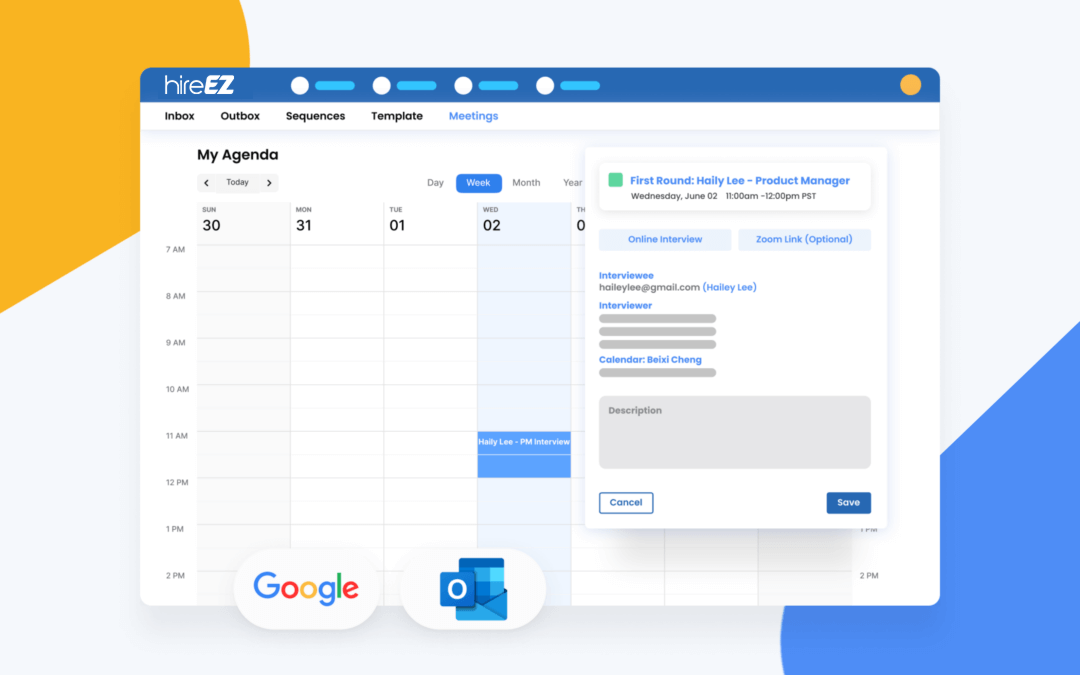 hireEZ
Inbox Outbox Sequences Template Meetings
My Agenda
Today
Day Week Month Year
SUN MON TUE WED TH
30 31 01 02 0
7 AM
8 AM
9 AM
10 AM
11 AM
12 PM
1 PM
2 PM
Haily Lee - PM Interview
First Round: Haily Lee - Product Manager
Wednesday, June 02 11:00am -12:00pm PST
Online Interview Zoom Link (Optional)
Interviewee
haileylee@gmail.com (Hailey Lee)
Interviewer
Calendar: Beixi Cheng
Description
Cancel Save
1 PM
2 PM
Google
O